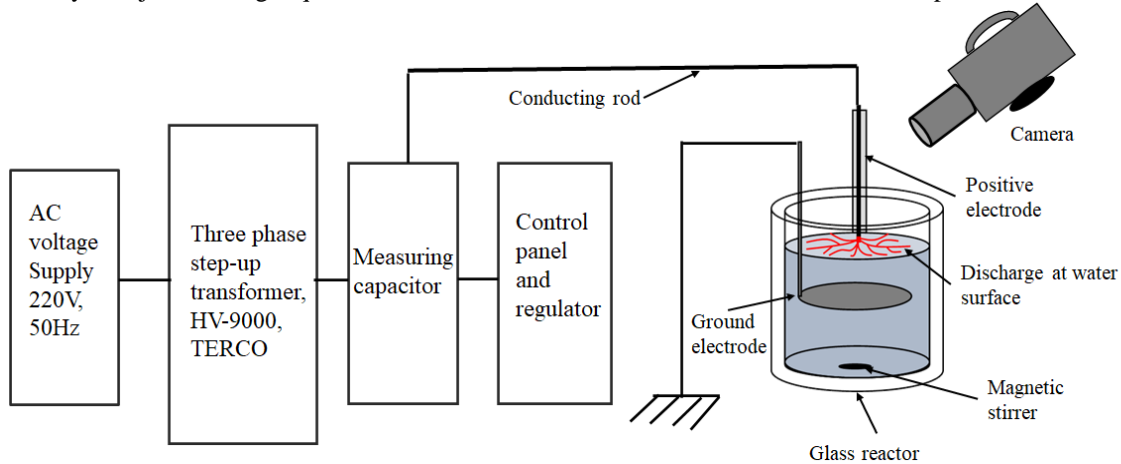 Conducting rod
Camera
AC
voltage
Supply
220V,
50Hz
Three phase
step-up
transformer,
HV-9000,
TERCO
Measuring
capacitor
Control
panel
and
regulator
Positive
electrode
Discharge at water
surface
Ground
electrode
Magnetic
stirrer
Glass reactor